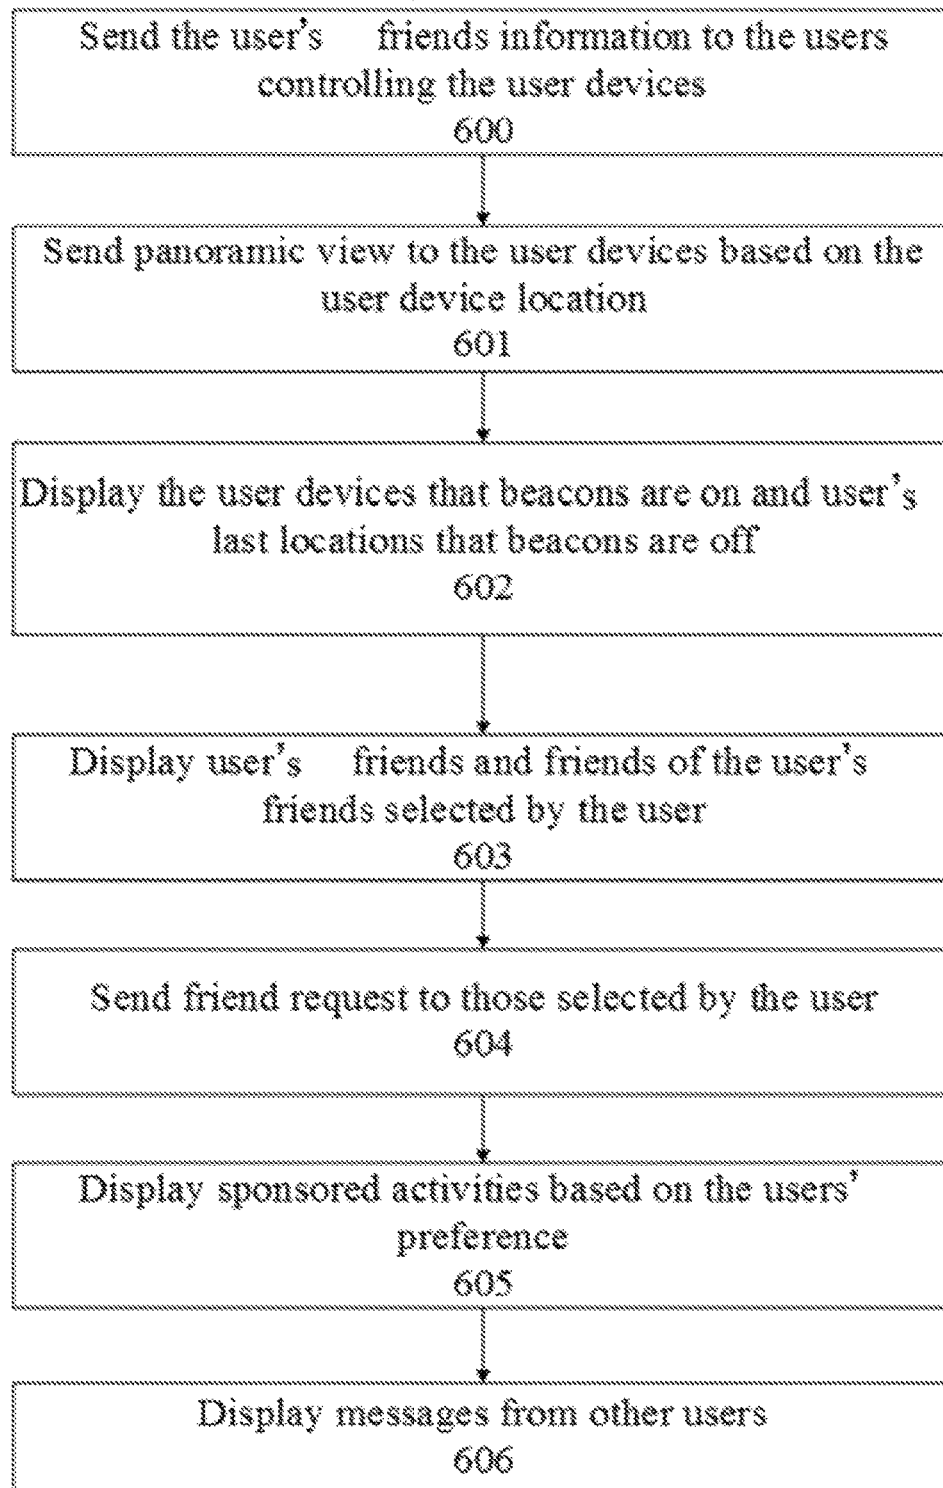 Send the user's friends information to the users
controlling the user devices
600
Send panoramic view to the user devices based on the
user device location
601
Display the user devices that beacons are on and user's
last locations that beacons are off
602
Display user's friends and friends of the user's
friends selected by the user
603
Send friend request to those selected by the user
604
Display sponsored activities based on the users'
preference
605
Display messages from other users
606